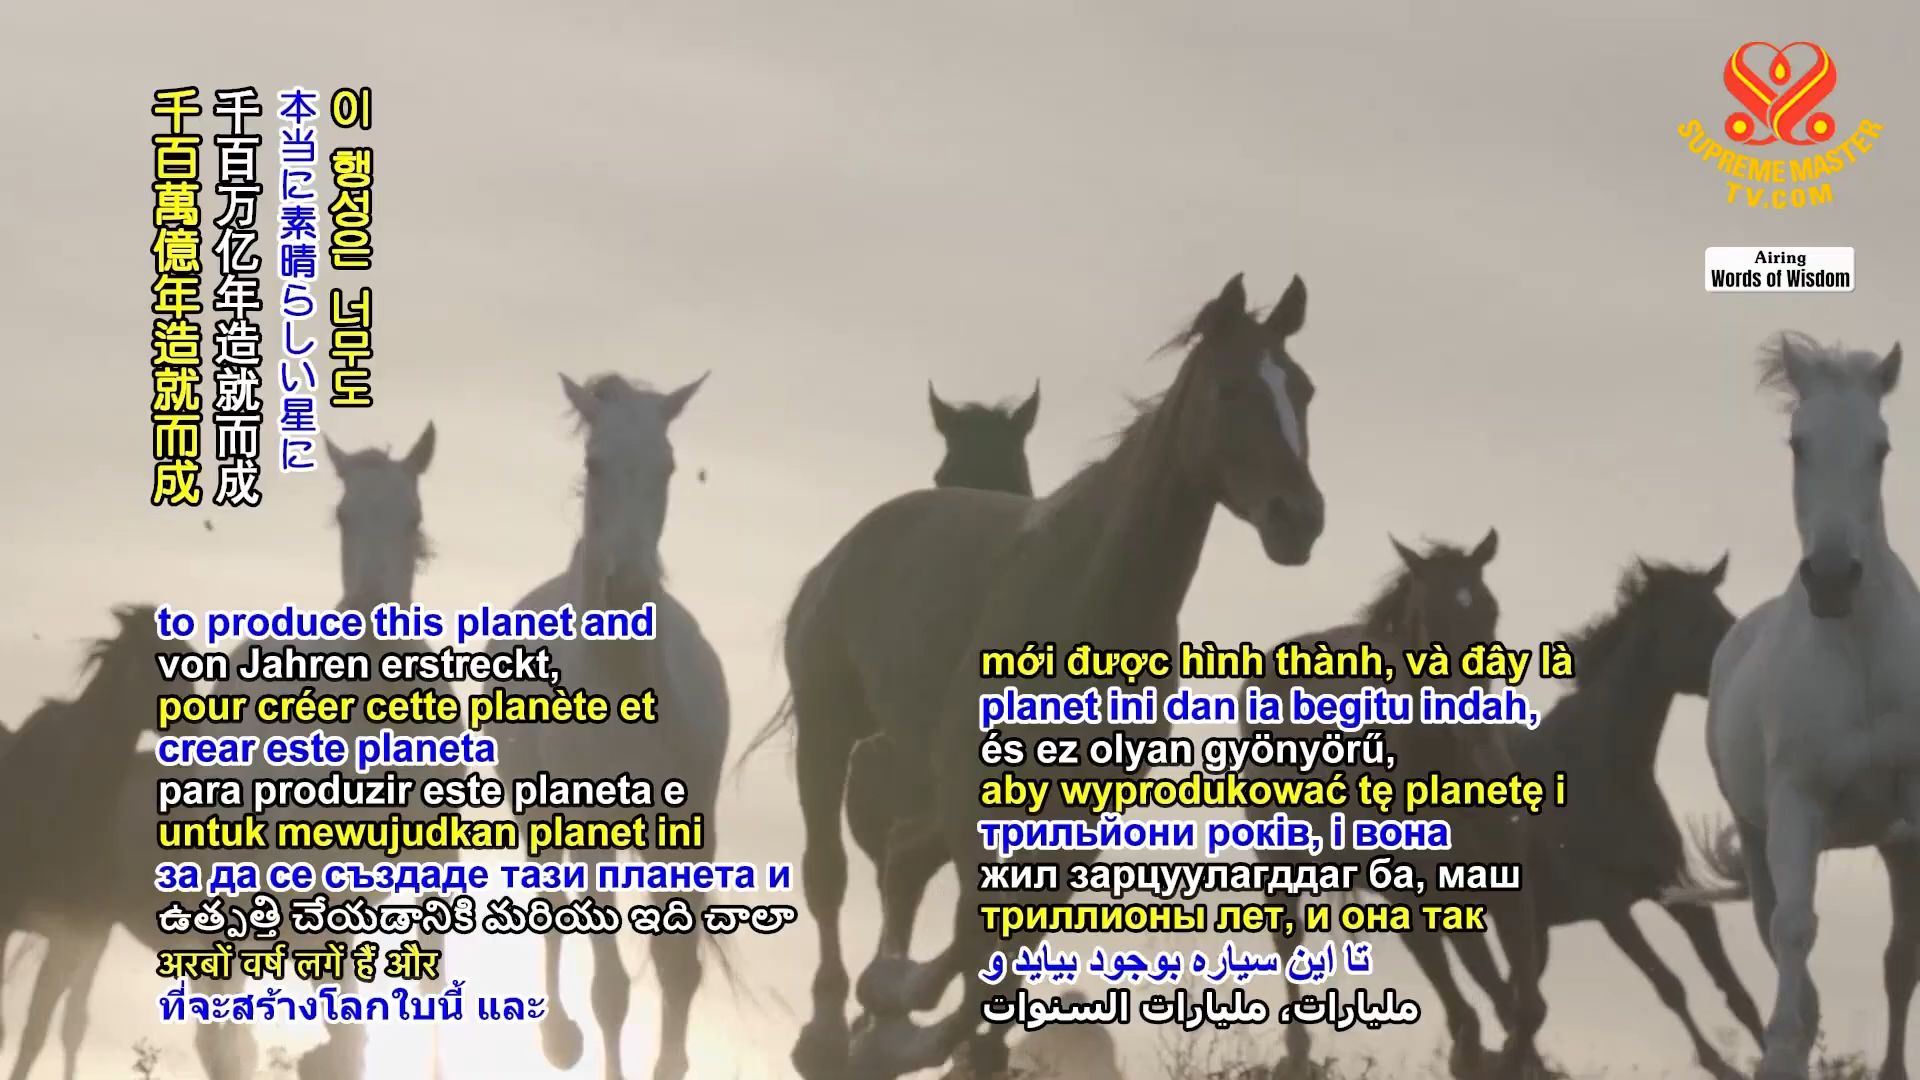 千百萬億年造就而成
千百万亿年造就而成
本当に素晴らしい星に
이 행성은 너무도
SUPREME MASTER
TV.COM
Airing
Words of Wisdom
to produce this planet and
von Jahren erstreckt,
pour créer cette planète et
crear este planeta
para produzir este planeta e
untuk mewujudkan planet ini
за да се създаде тази планета и
ఉత్పత్తి చేయడానికి మరియు ఇది చాలా
अरबों वर्ष लगें हैं और
ที่จะสร้างโลกใบนี้ และ
mới được hình thành, và đây là
planet ini dan ia begitu indah,
és ez olyan gyönyörű,
aby wyprodukować tę planetę i
трильйони років, і вона
жил зарцуулагддаг ба, маш
триллионы лет, и она так
تا این سیاره بوجود بیاید و
مليارات، مليارات السنوات